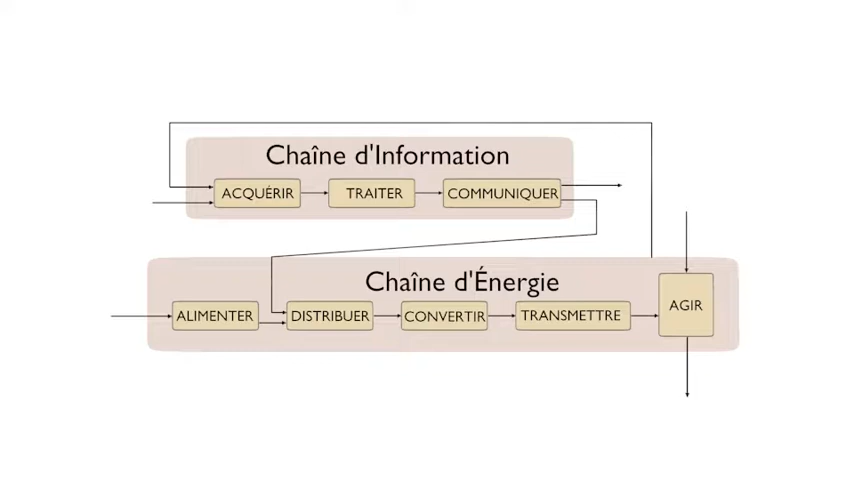 Chaîne d'Information
ACQUÉRIR
TRAITER
COMMUNIQUER
Chaîne d'Énergie
ALIMENTER
DISTRIBUER
CONVERTIR
TRANSMETTRE
AGIR